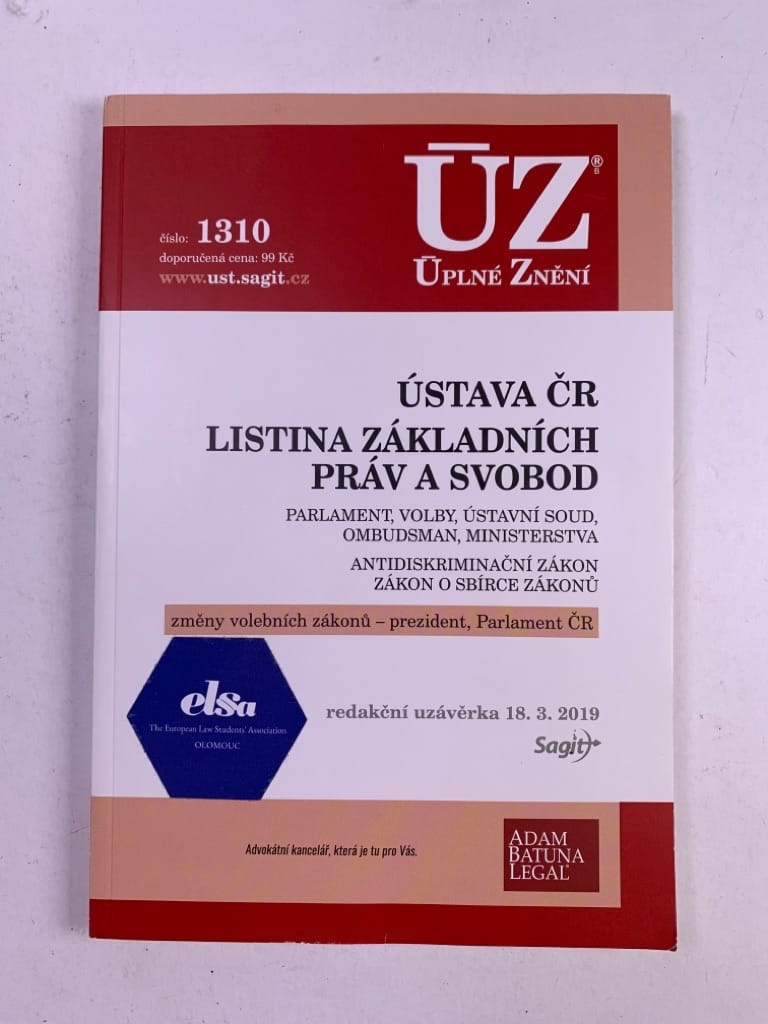 ŪZ®
B
ŪPLNÉ ZNĚNÍ
číslo: 1310
doporučená cena: 99 Kč
www.ust.sagit.cz
ÚSTAVA ČR
LISTINA ZÁKLADNÍCH
PRÁV A SVOBOD
PARLAMENT, VOLBY, ÚSTAVNÍ SOUD,
OMBUDSMAN, MINISTERSTVA
ANTIDISKRIMINAČNÍ ZÁKON
ZÁKON O SBÍRCE ZÁKONŮ
změny volebních zákonů – prezident, Parlament ČR
elsa
The European Law Students' Association
OLOMOUC
redakční uzávěrka 18. 3. 2019
Sagit
Advokátní kancelář, která je tu pro Vás.
ADAM
BATUNA
LEGAL®